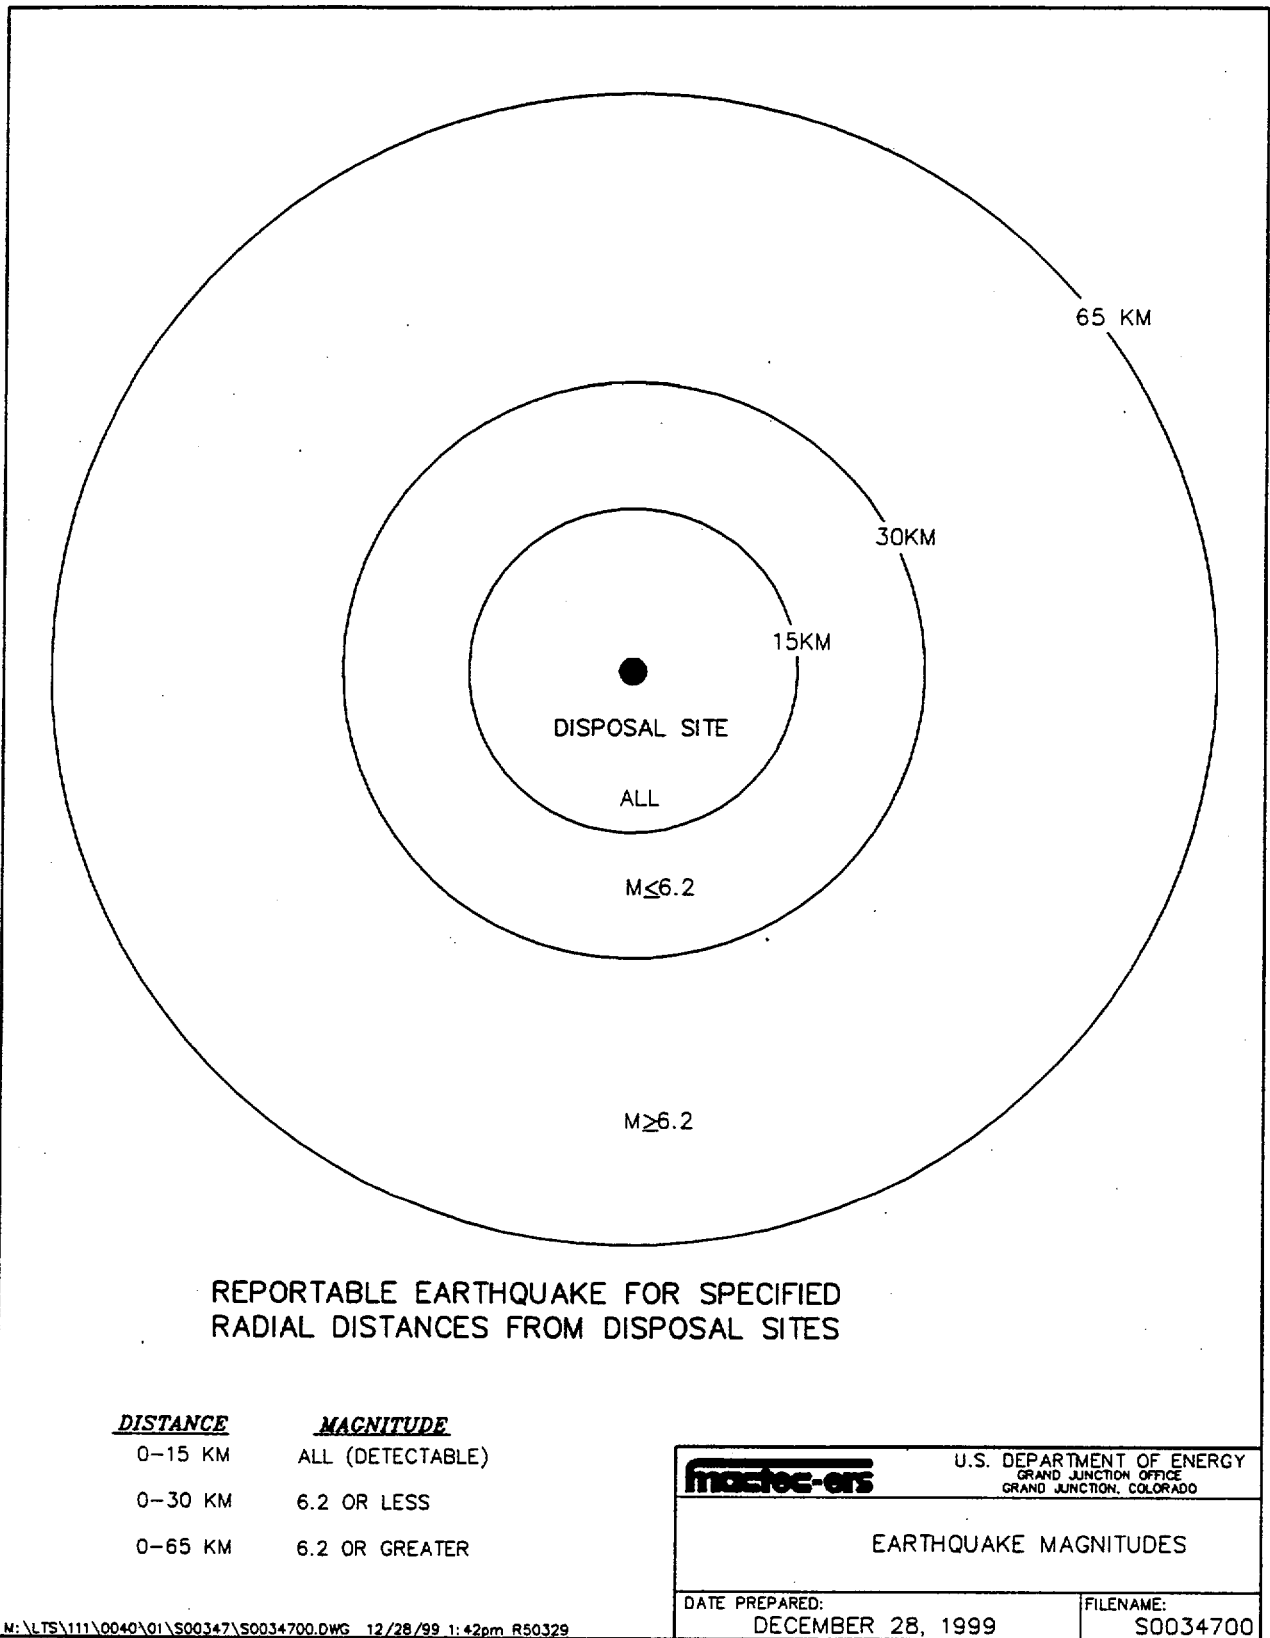 65 KM
30KM
15KM
DISPOSAL SITE
ALL
M≤6.2
M≥6.2
REPORTABLE EARTHQUAKE FOR SPECIFIED
RADIAL DISTANCES FROM DISPOSAL SITES
DISTANCE MAGNITUDE
0-15 KM ALL (DETECTABLE)
0-30 KM 6.2 OR LESS
0-65 KM 6.2 OR GREATER
mactec-ers
U.S. DEPARTMENT OF ENERGY
GRAND JUNCTION OFFICE
GRAND JUNCTION, COLORADO
EARTHQUAKE MAGNITUDES
DATE PREPARED:
DECEMBER 28, 1999
FILENAME:
S0034700
M:\LTS\111\0040\01\S00347\S0034700.DWG 12/28/99 1:42pm R50329